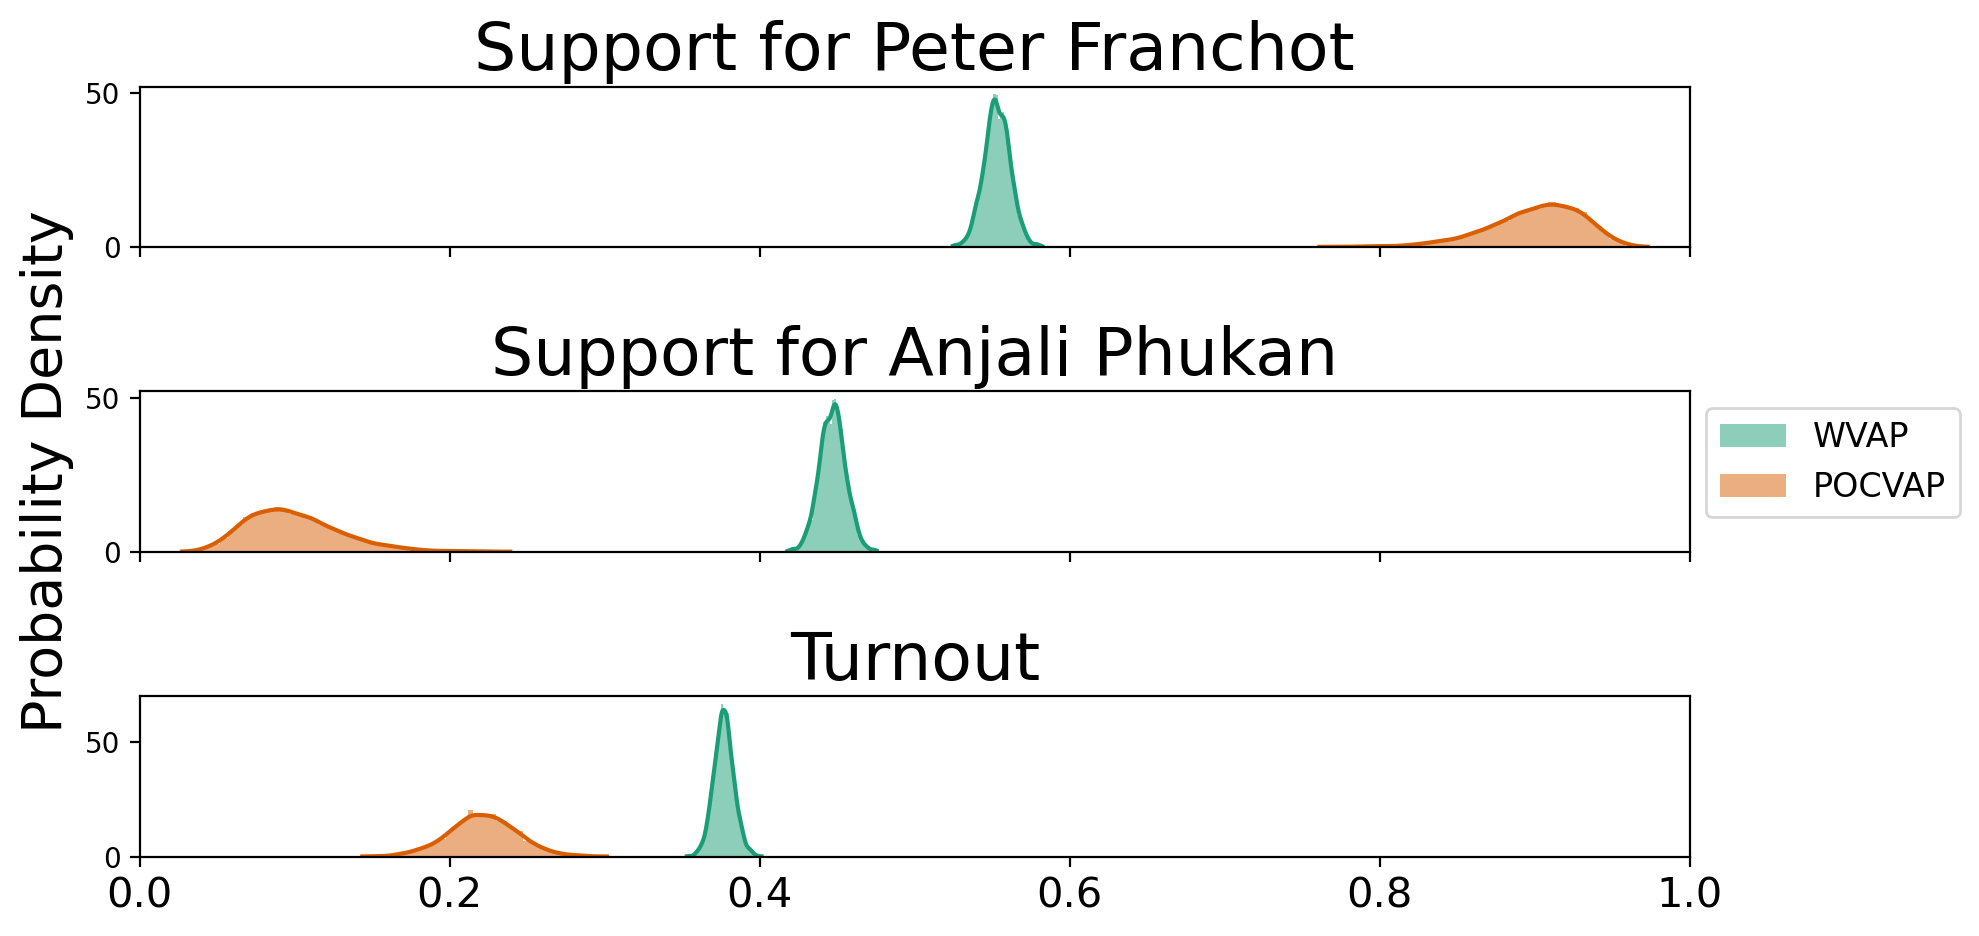 Support for Peter Franchot
50
0
Support for Anjali Phukan
50
0
Probability Density
WVAP
POCVAP
Turnout
50
0
0.0 0.2 0.4 0.6 0.8 1.0